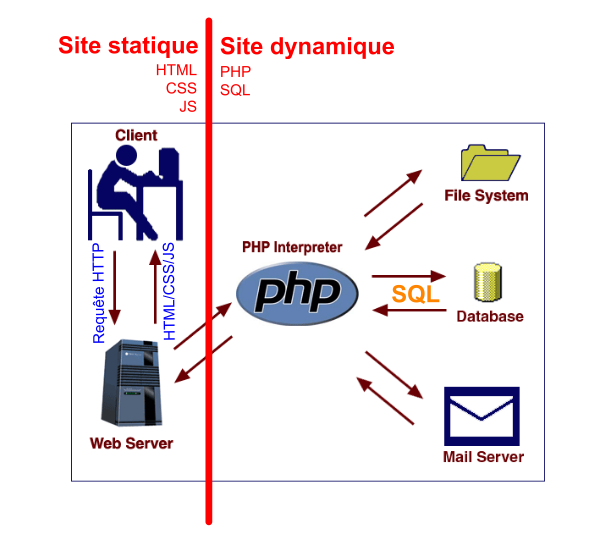 Site statique
HTML
CSS
JS
Site dynamique
PHP
SQL
Client
Requête HTTP
HTML/CSS/JS
Web Server
PHP Interpreter
php
File System
SQL
Database
Mail Server